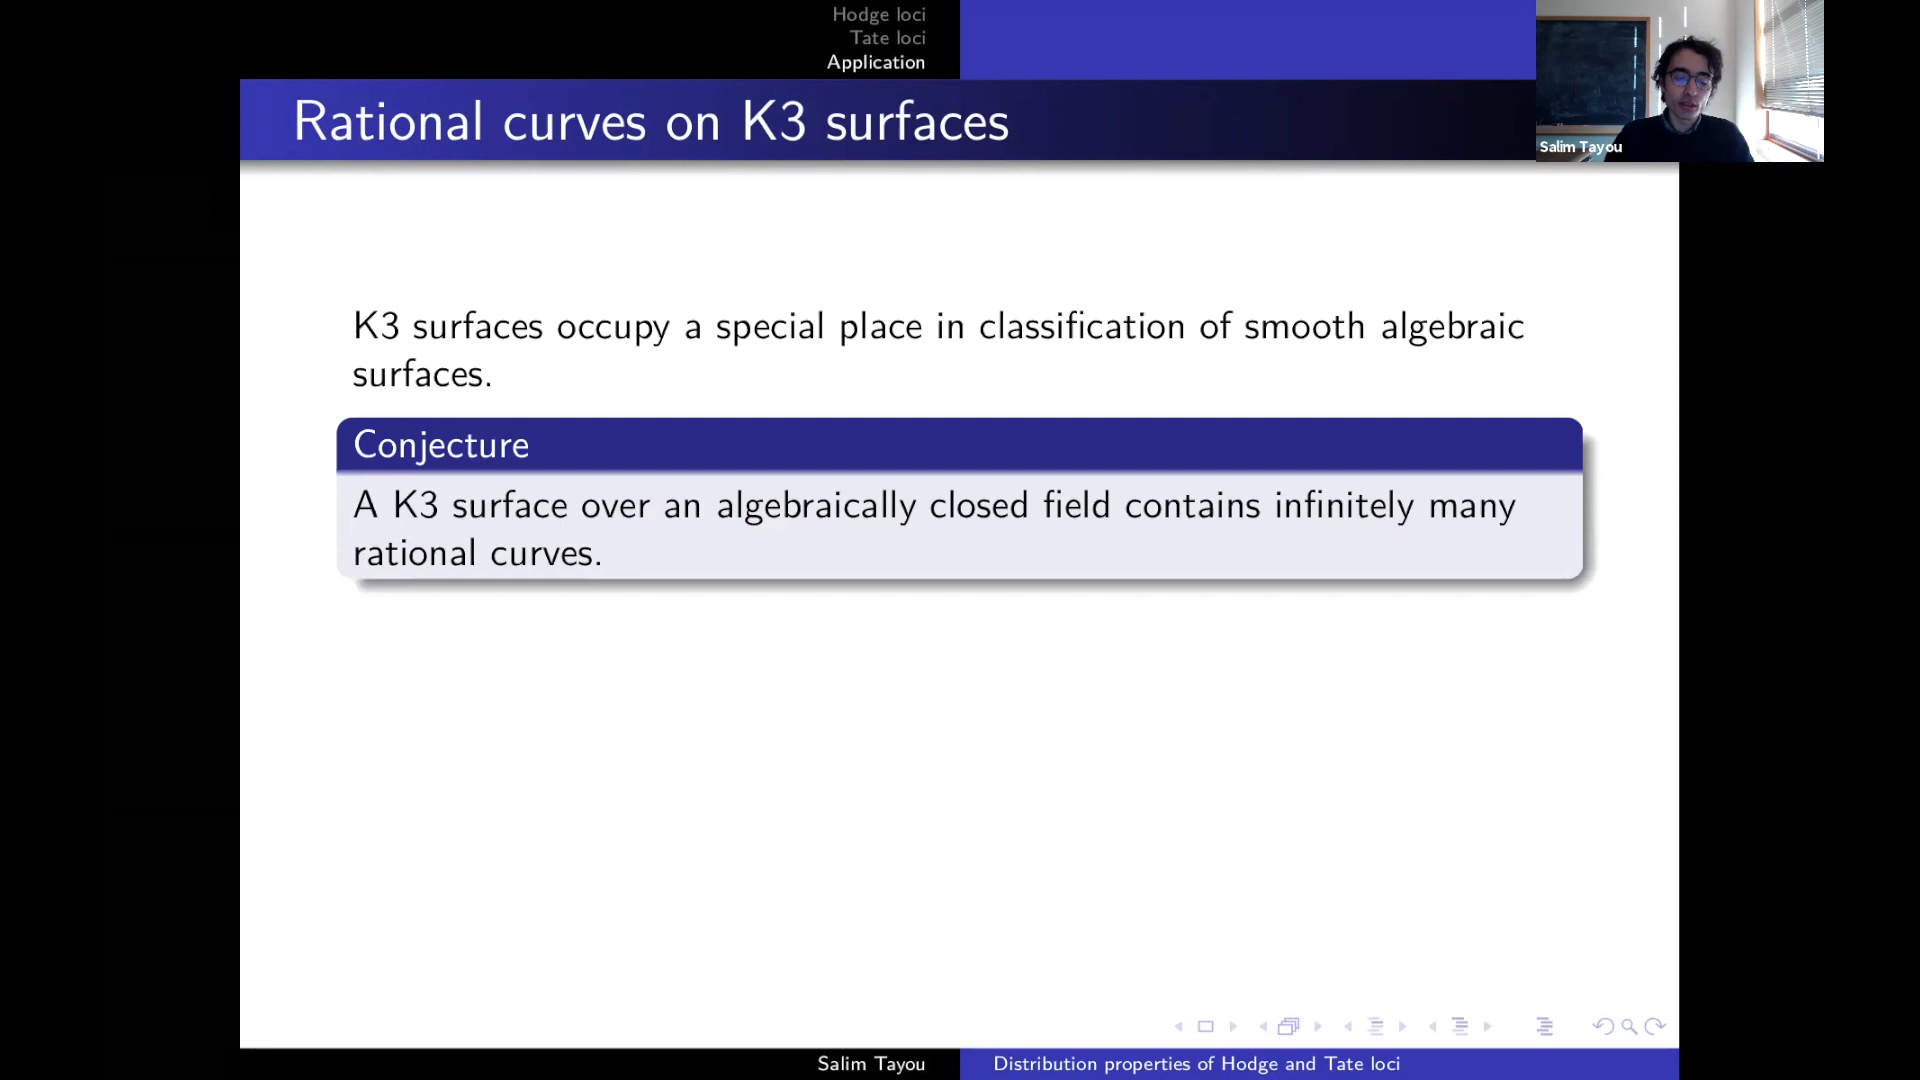 Hodge loci
Tate loci
Application
Rational curves on K3 surfaces
Salim Tayou
K3 surfaces occupy a special place in classification of smooth algebraic
surfaces.
Conjecture
A K3 surface over an algebraically closed field contains infinitely many
rational curves.
Salim Tayou
Distribution properties of Hodge and Tate loci